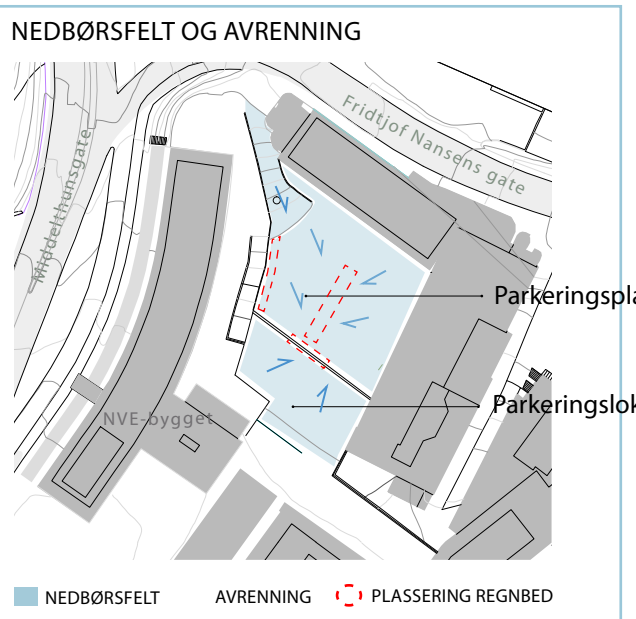 NEDBØRSFELT OG AVRENNING
Fridtjof Nansens gate
Middelthunsgate
Parkeringspla
Parkeringslok
NVE-bygget
NEDBØRSFELT AVRENNING PLASSERING REGNBED